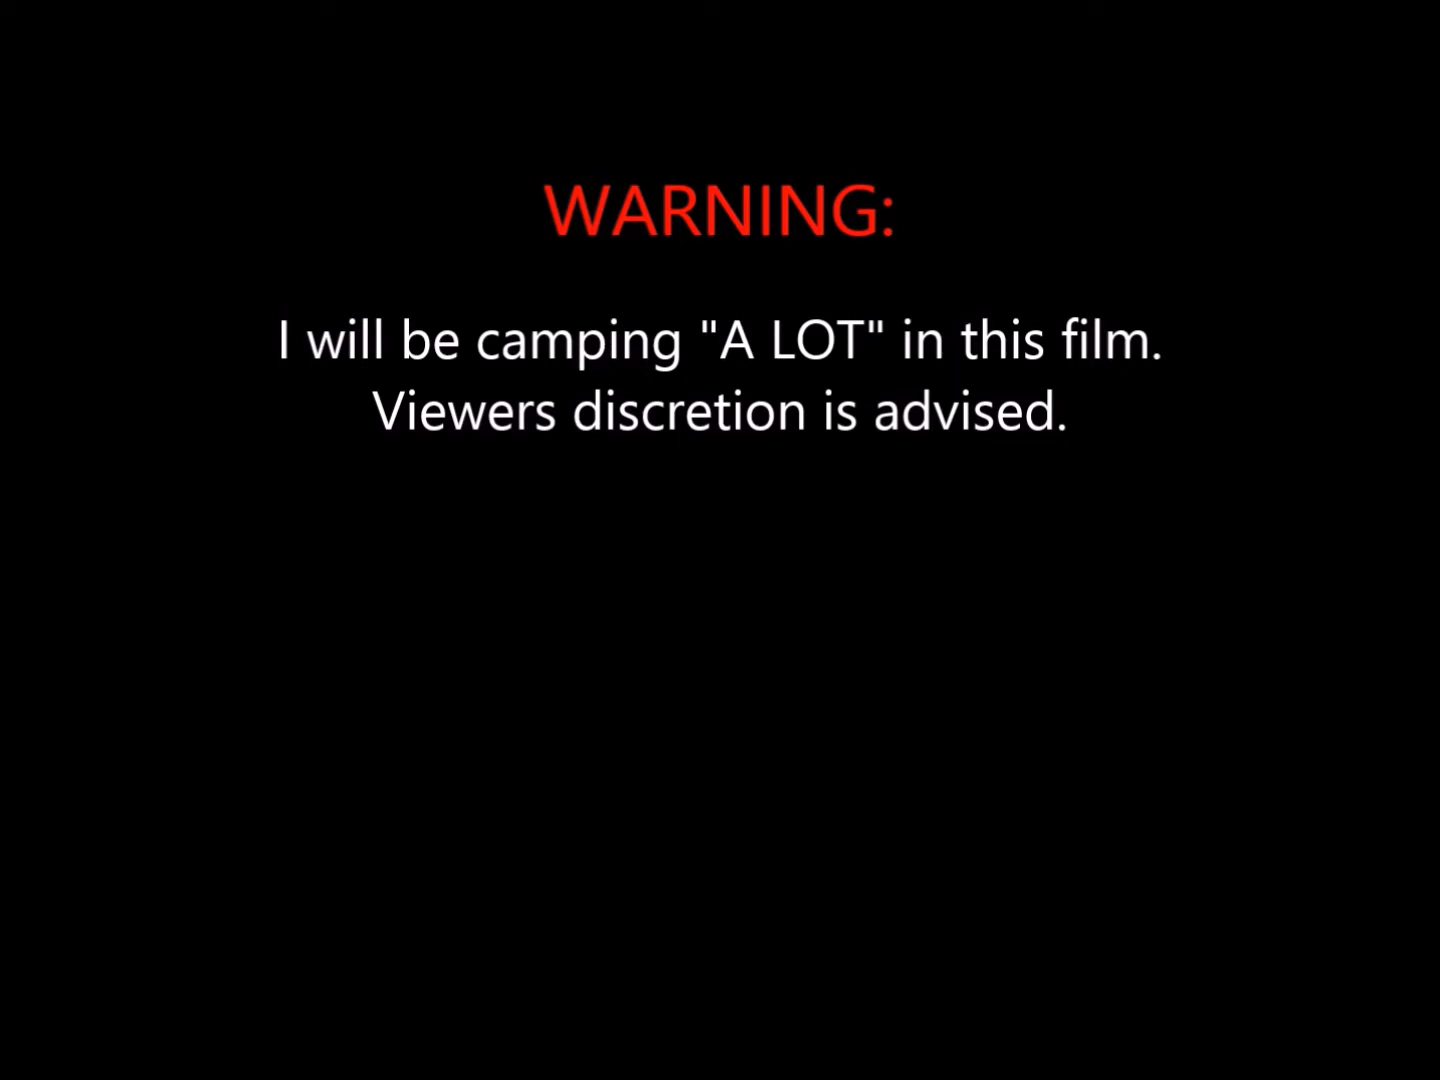 WARNING:
I will be camping "A LOT" in this film.
Viewers discretion is advised.